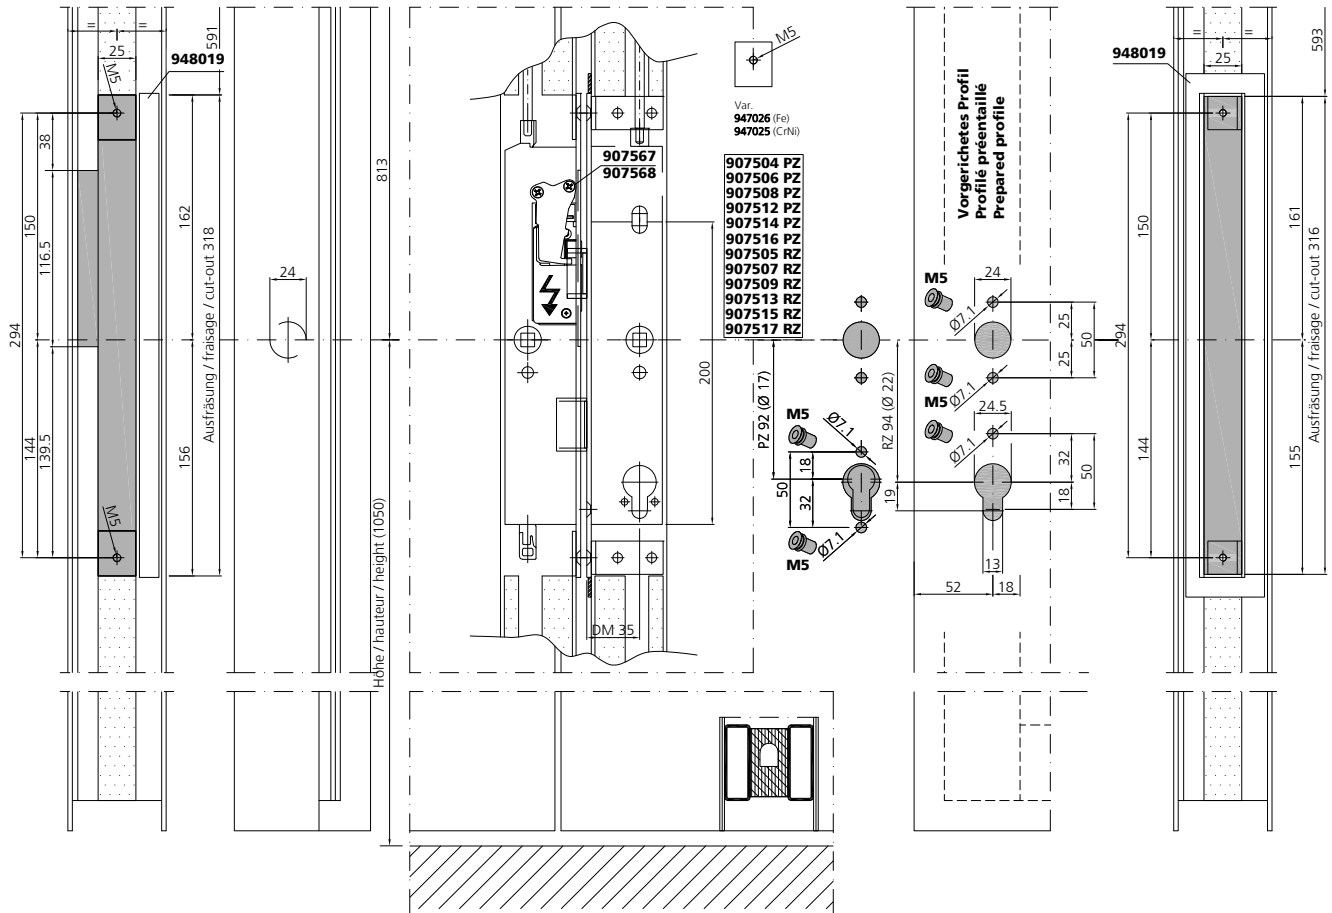 =
=
25
M5
948019
591
38
150
116.5
294
144
139.5
M5
162
156
Ausfräsung / fraisage / cut-out 318
24
813
Höhe / hauteur / height (1050)
M5
Var.
947026 (Fe)
947025 (CrNi)
907567
907568
907504 PZ
907506 PZ
907508 PZ
907512 PZ
907514 PZ
907516 PZ
907505 RZ
907507 RZ
907509 RZ
907513 RZ
907515 RZ
907517 RZ
200
DM 35
PZ 92 (Ø 17)
RZ 94 (Ø 22)
M5
Ø7.1
18
50
32
19
Ø7.1
M5
Vorgerichetes Profil
Profilé préentaillé
Prepared profile
M5
24
Ø7.1
25
50
25
M5
Ø7.1
24.5
M5
Ø7.1
32
50
18
13
52
18
=
=
25
948019
593
150
294
144
161
155
Ausfräsung / fraisage / cut-out 316